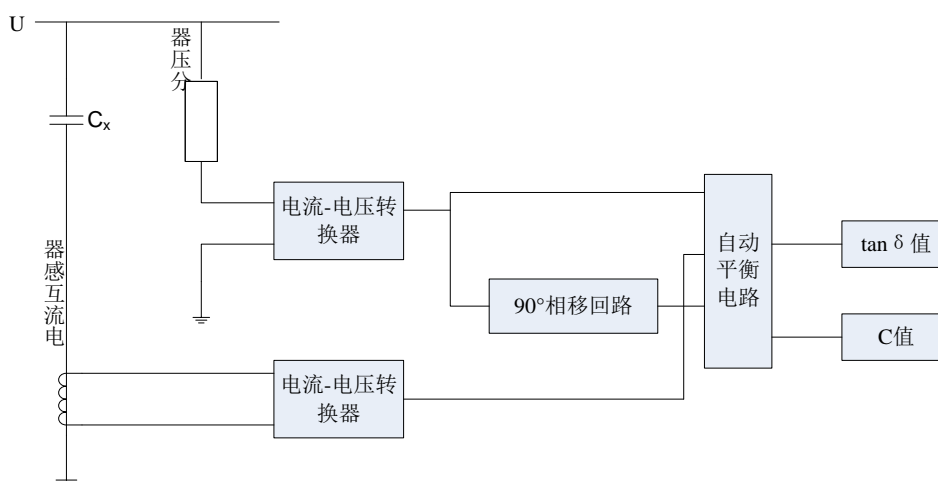 U
器压分
Cₓ
电流-电压转
换器
自动
平衡
电路
tan δ 值
90°相移回路
C值
器感互流电
电流-电压转
换器